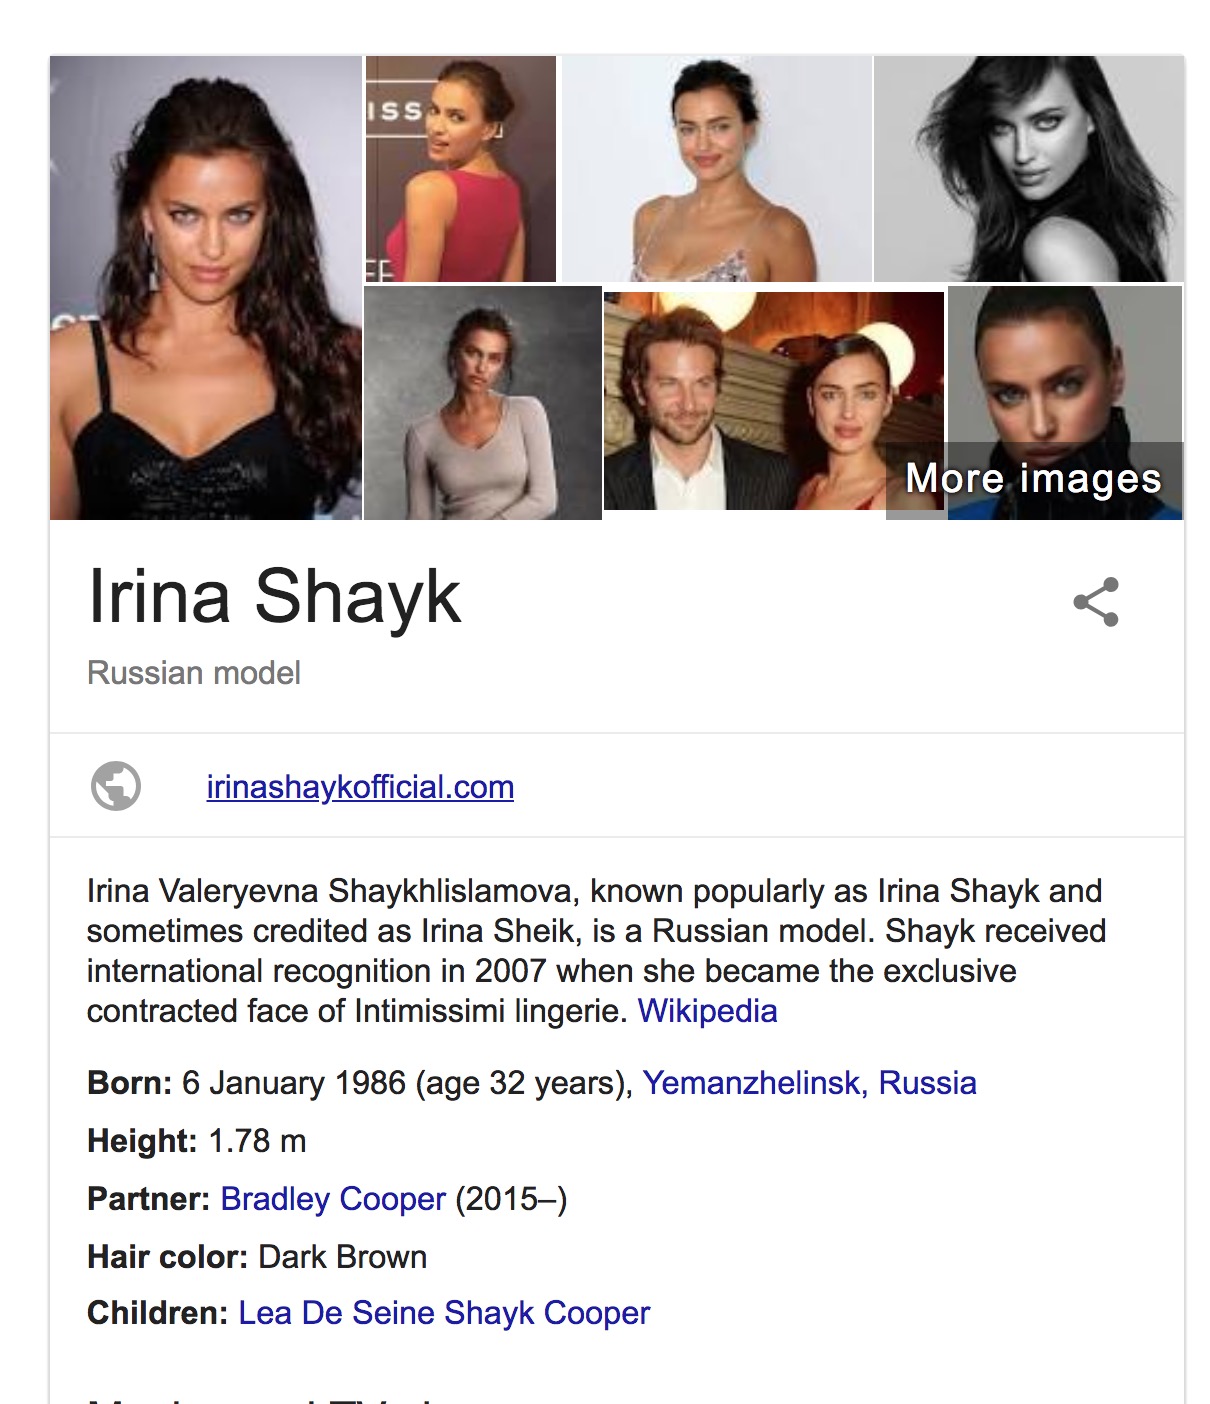 ISS
FE
en
More images
Irina Shayk
Russian model
irinashaykofficial.com
Irina Valeryevna Shaykhlislamova, known popularly as Irina Shayk and
sometimes credited as Irina Sheik, is a Russian model. Shayk received
international recognition in 2007 when she became the exclusive
contracted face of Intimissimi lingerie. Wikipedia
Born: 6 January 1986 (age 32 years), Yemanzhelinsk, Russia
Height: 1.78 m
Partner: Bradley Cooper (2015–)
Hair color: Dark Brown
Children: Lea De Seine Shayk Cooper